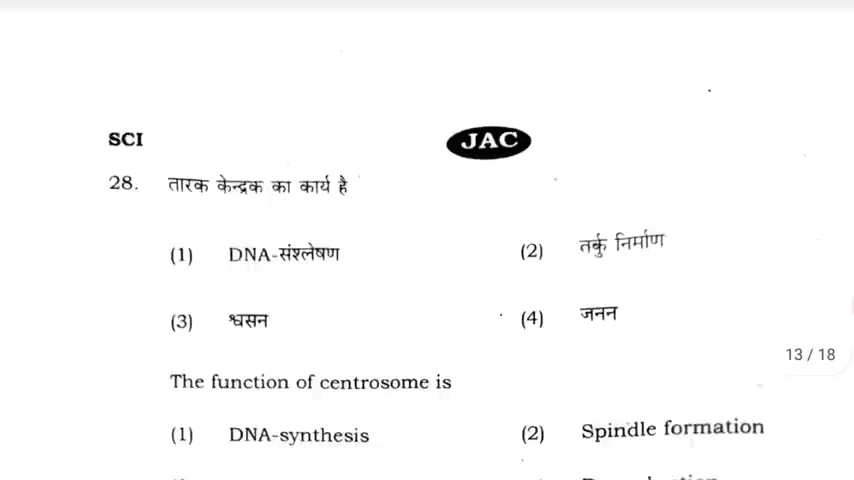 SCI JAC
28. तारक केन्द्रक का कार्य है
(1) DNA-संश्लेषण (2) तर्कु निर्माण
(3) श्वसन (4) जनन
13 / 18
The function of centrosome is
(1) DNA-synthesis (2) Spindle formation